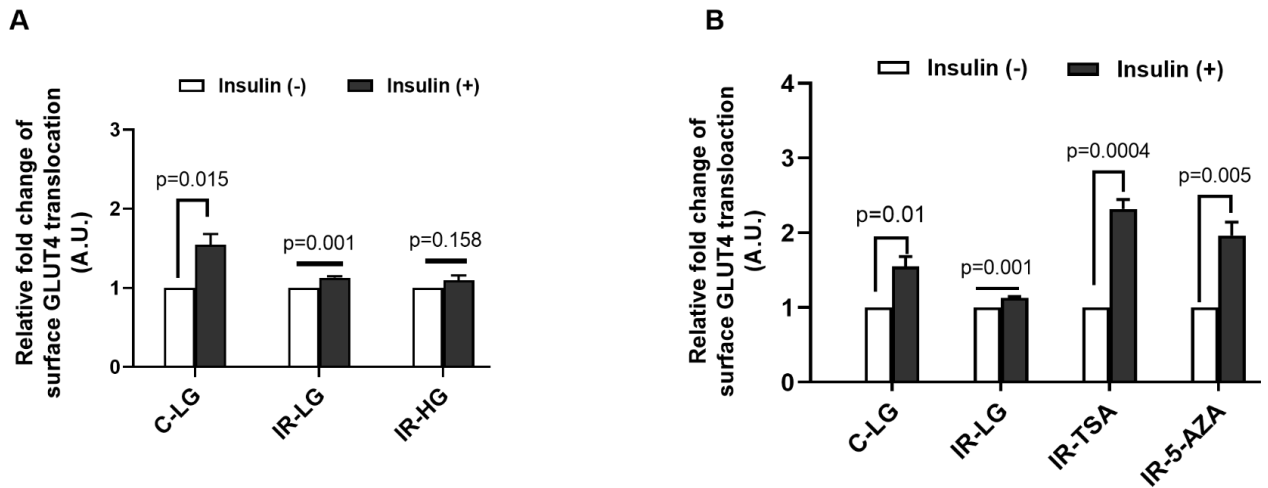 A
Insulin (-) Insulin (+)
Relative fold change of
surface GLUT4 translocation
(A.U.)
3
2
1
0
p=0.015
p=0.001
p=0.158
C-LG
IR-LG
IR-HG
B
Insulin (-) Insulin (+)
Relative fold change of
surface GLUT4 transloaction
(A.U.)
4
3
2
1
0
p=0.01
p=0.001
p=0.0004
p=0.005
C-LG
IR-LG
IR-TSA
IR-5-AZA